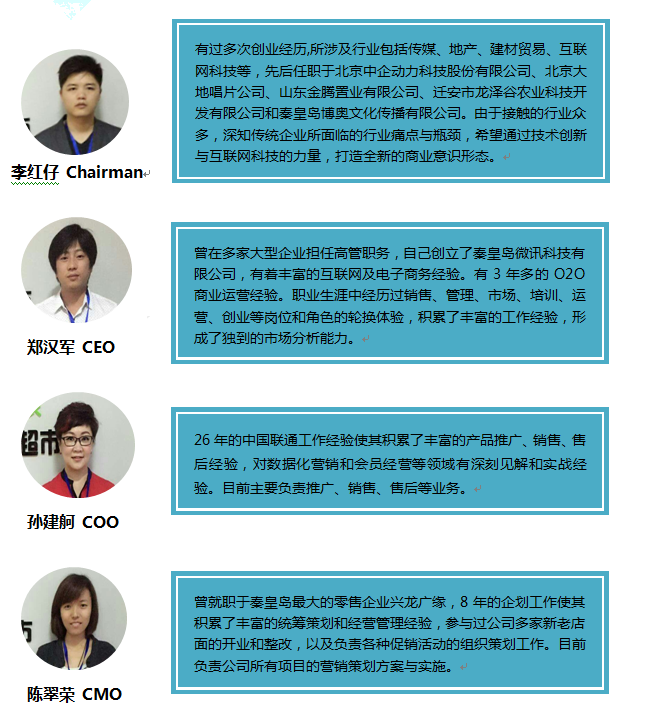 有过多次创业经历,所涉及行业包括传媒、地产、建材贸易、互联
网科技等，先后任职于北京中企动力科技股份有限公司、北京大
地唱片公司、山东金腾置业有限公司、迁安市龙泽谷农业科技开
发有限公司和秦皇岛博奥文化传播有限公司。由于接触的行业众
多，深知传统企业所面临的行业痛点与瓶颈，希望通过技术创新
与互联网科技的力量，打造全新的商业意识形态。
李红仔 Chairman
曾在多家大型企业担任高管职务，自己创立了秦皇岛微讯科技有
限公司，有着丰富的互联网及电子商务经验。有 3 年多的 O2O
商业运营经验。职业生涯中经历过销售、管理、市场、培训、运
营、创业等岗位和角色的轮换体验，积累了丰富的工作经验，形
成了独到的市场分析能力。
郑汉军 CEO
超市
26 年的中国联通工作经验使其积累了丰富的产品推广、销售、售
后经验，对数据化营销和会员经营等领域有深刻见解和实战经
验。目前主要负责推广、销售、售后等业务。
孙建舸 COO
市
曾就职于秦皇岛最大的零售企业兴龙广缘，8 年的企划工作使其
积累了丰富的统筹策划和经营管理经验，参与过公司多家新老店
面的开业和整改，以及负责各种促销活动的组织策划工作。目前
负责公司所有项目的营销策划方案与实施。
陈翠荣 CMO